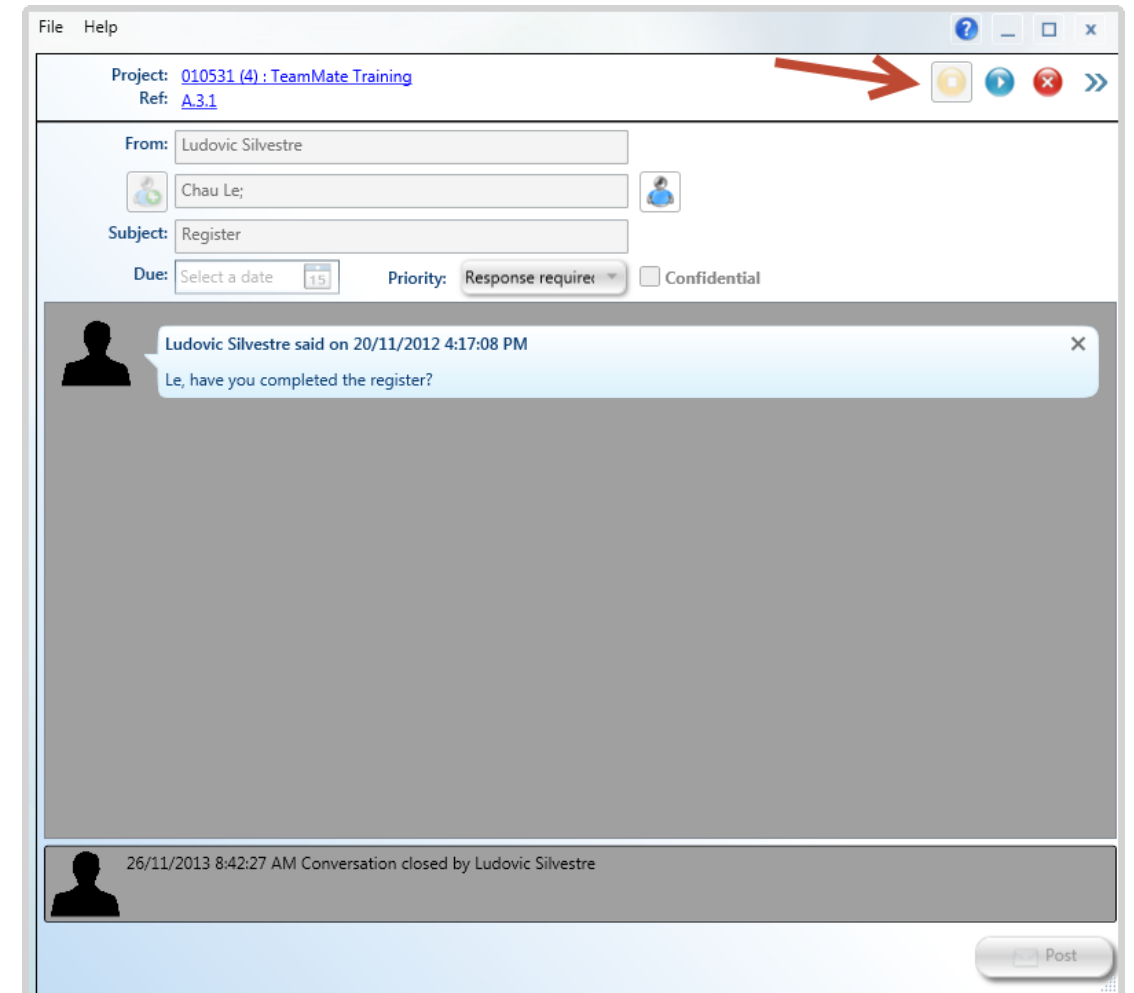 File Help
?
Project: 010531 (4) : TeamMate Training
Ref: A.3.1
From: Ludovic Silvestre
Chau Le;
Subject: Register
Due: Select a date 15 Priority: Response require Confidential
Ludovic Silvestre said on 20/11/2012 4:17:08 PM
Le, have you completed the register?
26/11/2013 8:42:27 AM Conversation closed by Ludovic Silvestre
Post